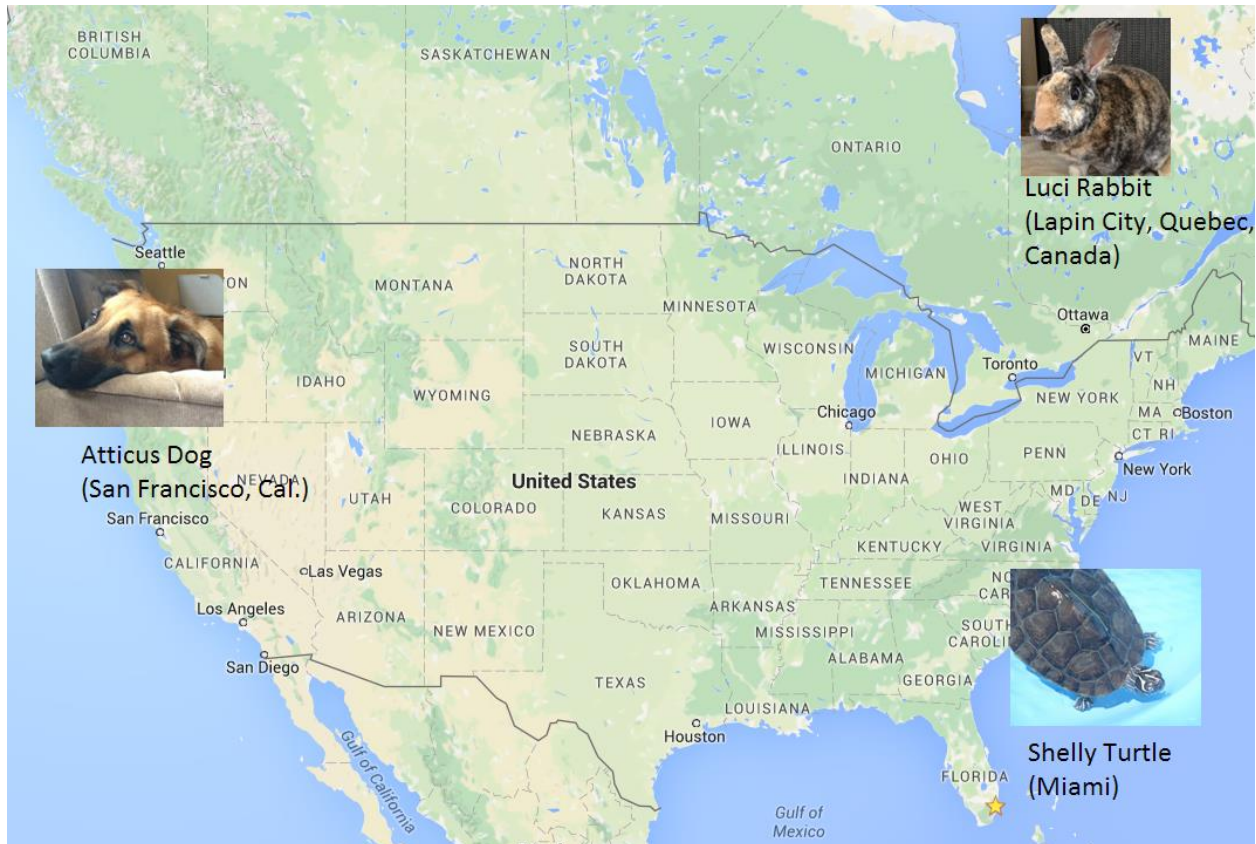 BRITISH
COLUMBIA
SASKATCHEWAN
ONTARIO
Luci Rabbit
(Lapin City, Quebec,
Canada)
Seattle
ON
MONTANA
NORTH
DAKOTA
MINNESOTA
Ottawa
MAINE
SOUTH
DAKOTA
WISCONSIN
MICHIGAN
Toronto
VT
NH
IDAHO
WYOMING
NEW YORK
MA
Boston
IOWA
Chicago
CT RI
NEBRASKA
ILLINOIS
OHIO
PENN
Atticus Dog
(San Francisco, Cal.)
NEVADA
New York
United States
INDIANA
UTAH
COLORADO
MD
DE
NJ
San Francisco
KANSAS
MISSOURI
WEST
VIRGINIA
KENTUCKY
VIRGINIA
CALIFORNIA
Las Vegas
OKLAHOMA
TENNESSEE
NO
CAR
Los Angeles
ARIZONA
NEW MEXICO
ARKANSAS
MISSISSIPPI
SOUTH
CAROLIN
San Diego
ALABAMA
TEXAS
GEORGIA
LOUISIANA
Houston
Gulf of California
Shelly Turtle
(Miami)
FLORIDA
Gulf of
Mexico